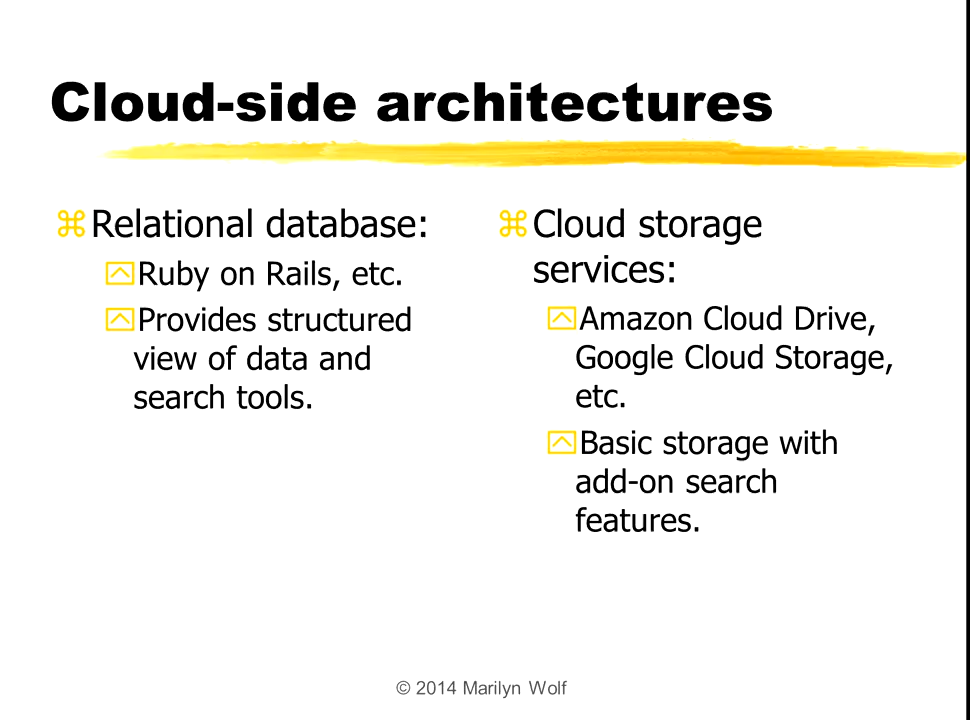 Cloud-side architectures
Relational database:
Ruby on Rails, etc.
Provides structured
view of data and
search tools.
Cloud storage
services:
Amazon Cloud Drive,
Google Cloud Storage,
etc.
Basic storage with
add-on search
features.
© 2014 Marilyn Wolf